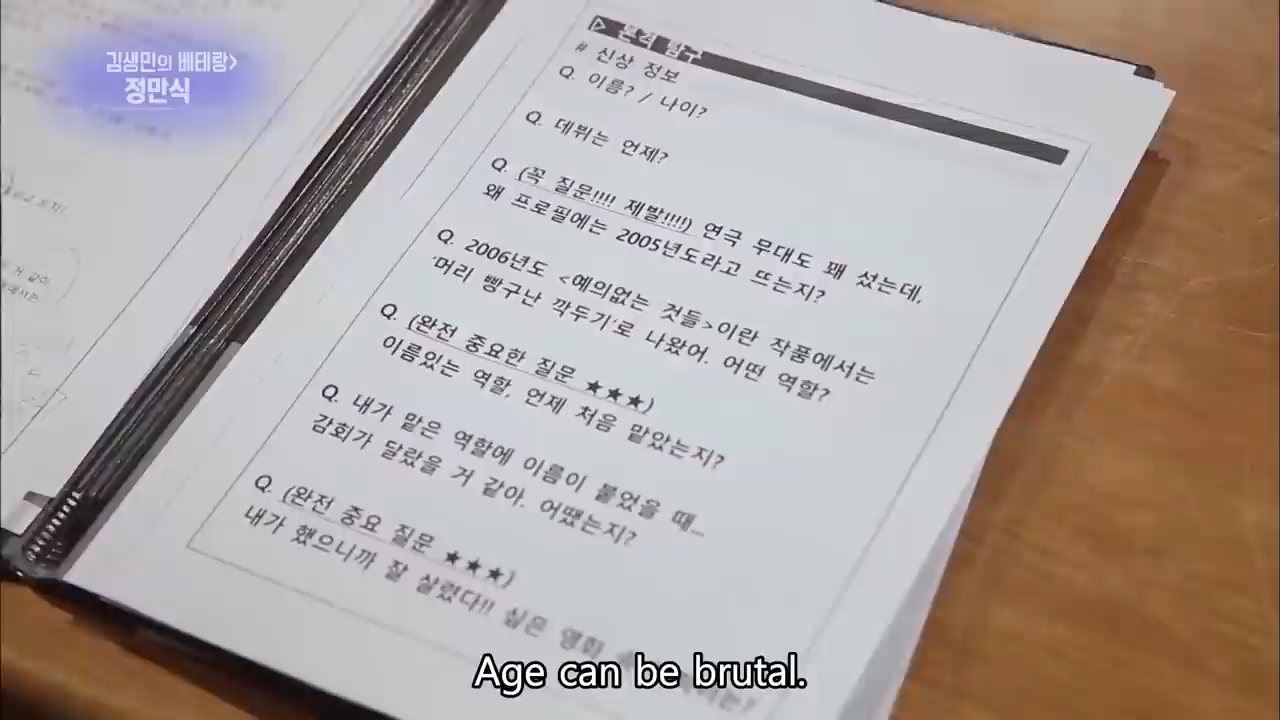 김생민의 베테랑>
정만식
# 신상 정보
Q. 이름? / 나이?
Q. 데뷔는 언제?
Q. (꼭 질문!!!! 제발!!!!) 연극 무대도 꽤 섰는데,
왜 프로필에는 2005년도라고 뜨는지?
Q. 2006년도 <예의없는 것들>이란 작품에서는
'머리 빵구난 깍두기'로 나왔어. 어떤 역할?
Q. (완전 중요한 질문 ★★★)
이름있는 역할, 언제 처음 맡았는지?
Q. 내가 맡은 역할에 이름이 붙었을 때...
감회가 달랐을 거 같아. 어땠는지?
Q. (완전 중요 질문 ★★★)
내가 했으니까 잘 살렸다!! 싶은 영화
Age can be brutal.